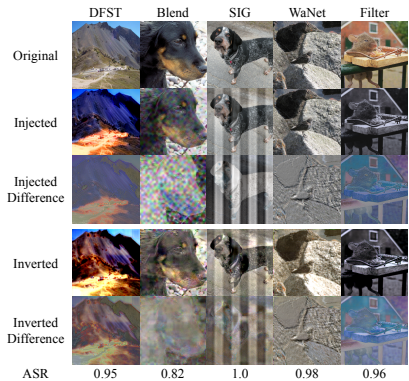 DFST Blend SIG WaNet Filter
Original
Injected
Injected
Difference
Inverted
Inverted
Difference
ASR 0.95 0.82 1.0 0.98 0.96